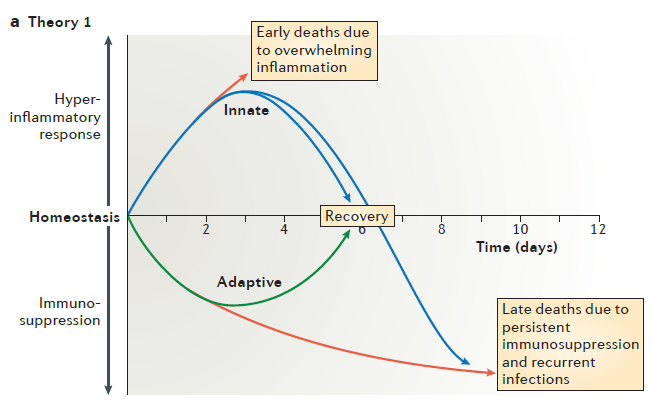 a Theory 1
Early deaths due
to overwhelming
inflammation
Hyper-
inflammatory
response
Innate
Homeostasis
Recovery
2
4
6
8
10
12
Time (days)
Adaptive
Immuno-
suppression
Late deaths due to
persistent
immunosuppression
and recurrent
infections